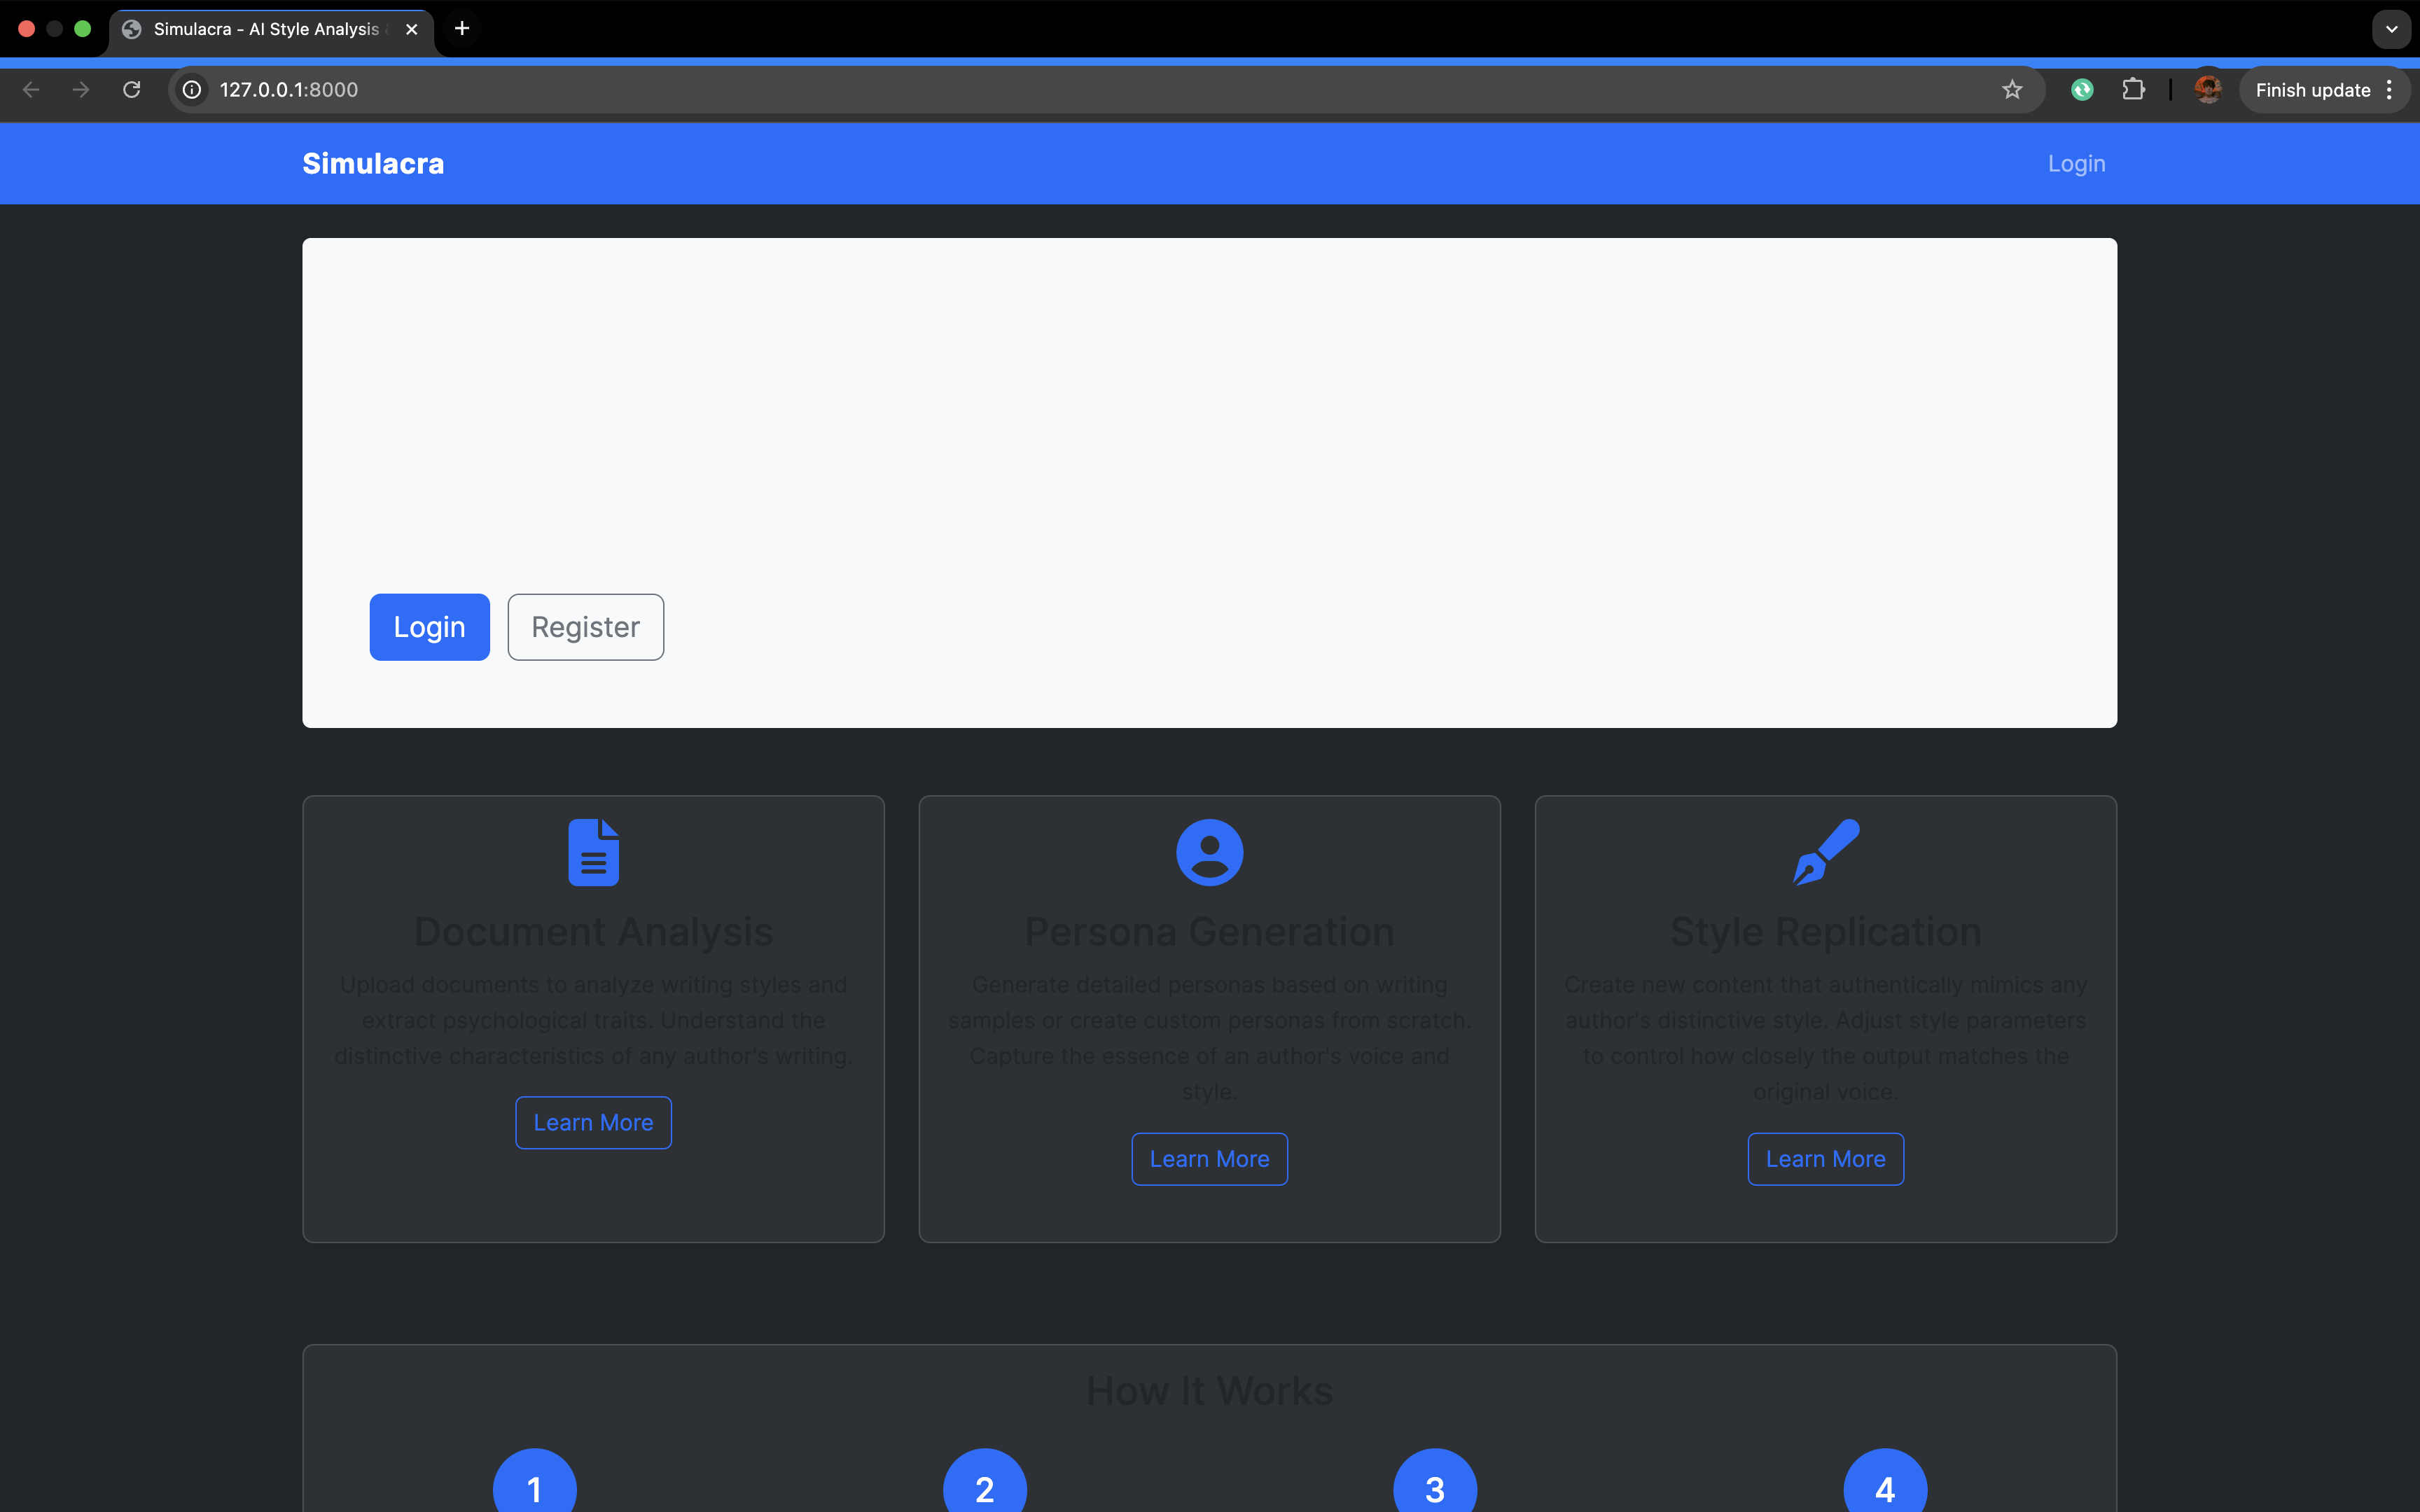 Simulacra - AI Style Analysis
127.0.0.1:8000
Finish update
Simulacra
Login
Login
Register
Document Analysis
Upload documents to analyze writing styles and
extract psychological traits. Understand the
distinctive characteristics of any author's writing.
Learn More
Persona Generation
Generate detailed personas based on writing
samples or create custom personas from scratch.
Capture the essence of an author's voice and
style.
Learn More
Style Replication
Create new content that authentically mimics any
author's distinctive style. Adjust style parameters
to control how closely the output matches the
original voice.
Learn More
How It Works
1
2
3
4